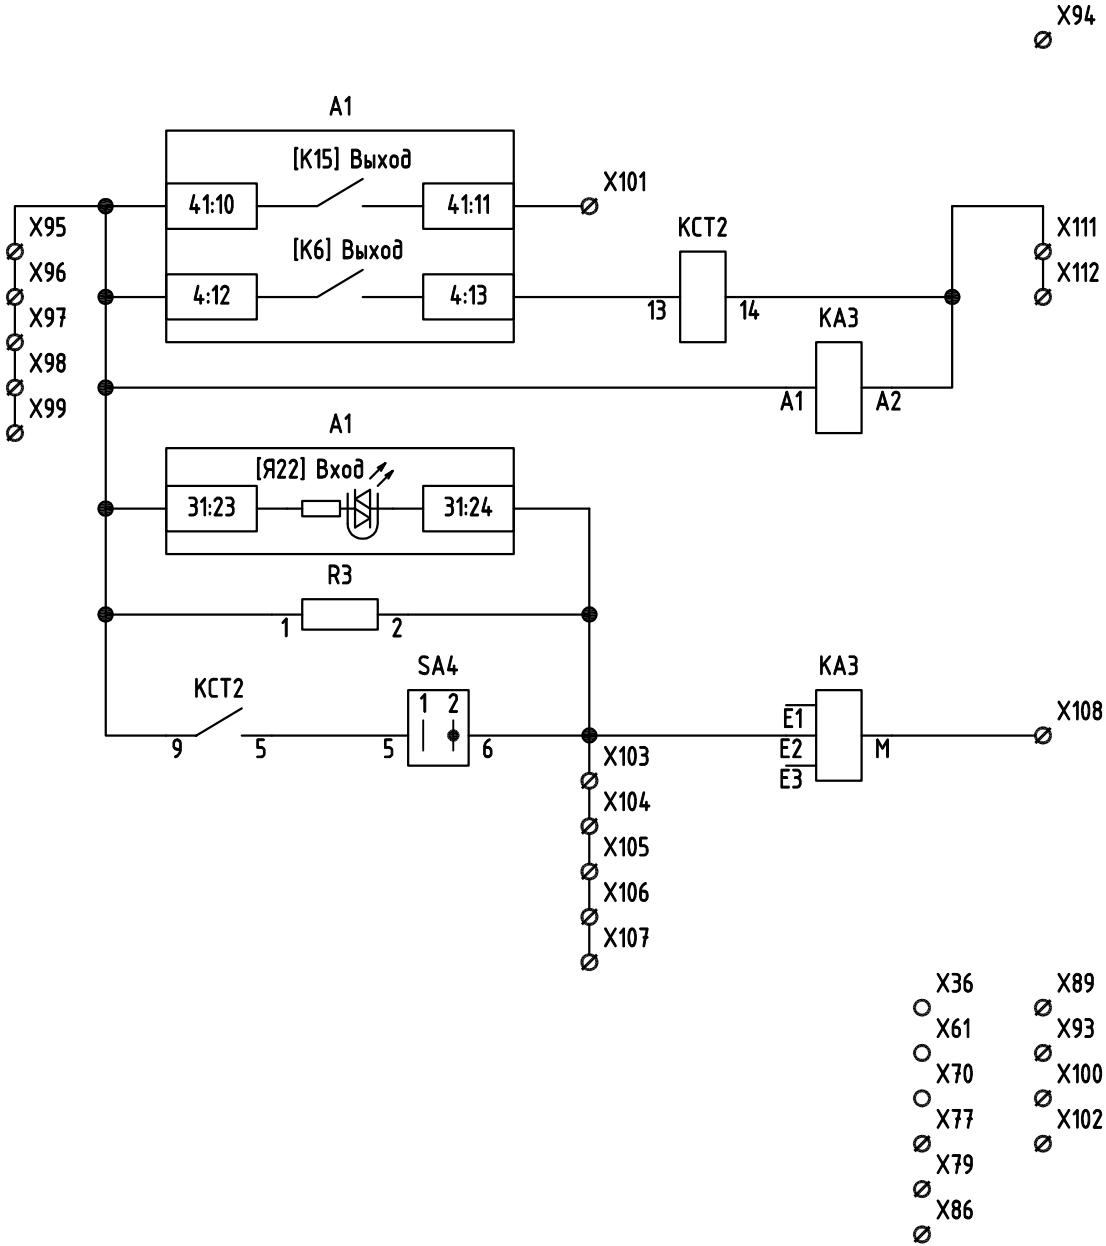 X94
A1
[K15] Выход
41:10
41:11
X101
X95
[K6] Выход
KCT2
X111
X96
4:12
4:13
13
14
X112
X97
KA3
X98
A1
A2
X99
A1
[Я22] Вход
31:23
31:24
R3
1
2
SA4
KA3
KCT2
1
2
E1
X108
9
5
5
6
E2
M
X103
E3
X104
X105
X106
X107
X36
X89
X61
X93
X70
X100
X77
X102
X79
X86